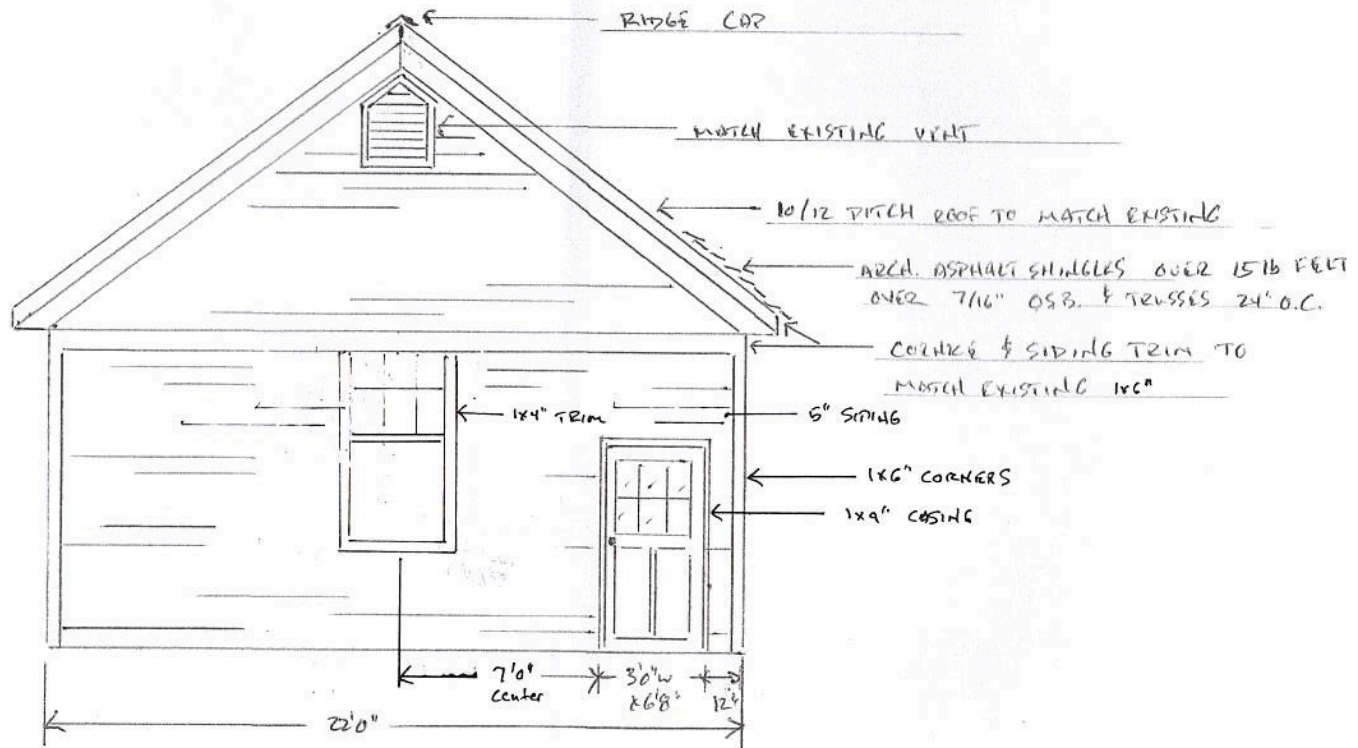 RIDGE CAP
MATCH EXISTING VENT
10/12 PITCH ROOF TO MATCH EXISTING
ARCH. ASPHALT SHINGLES OVER 15 lb FELT
OVER 7/16" OSB. & TRUSSES 24" O.C.
CORNICE & SIDING TRIM TO
MATCH EXISTING 1x6"
1x4" TRIM
5" SIDING
1x6" CORNERS
1x4" CASING
7'0"
center
3'0"w
x6'8"
12"
22'0"